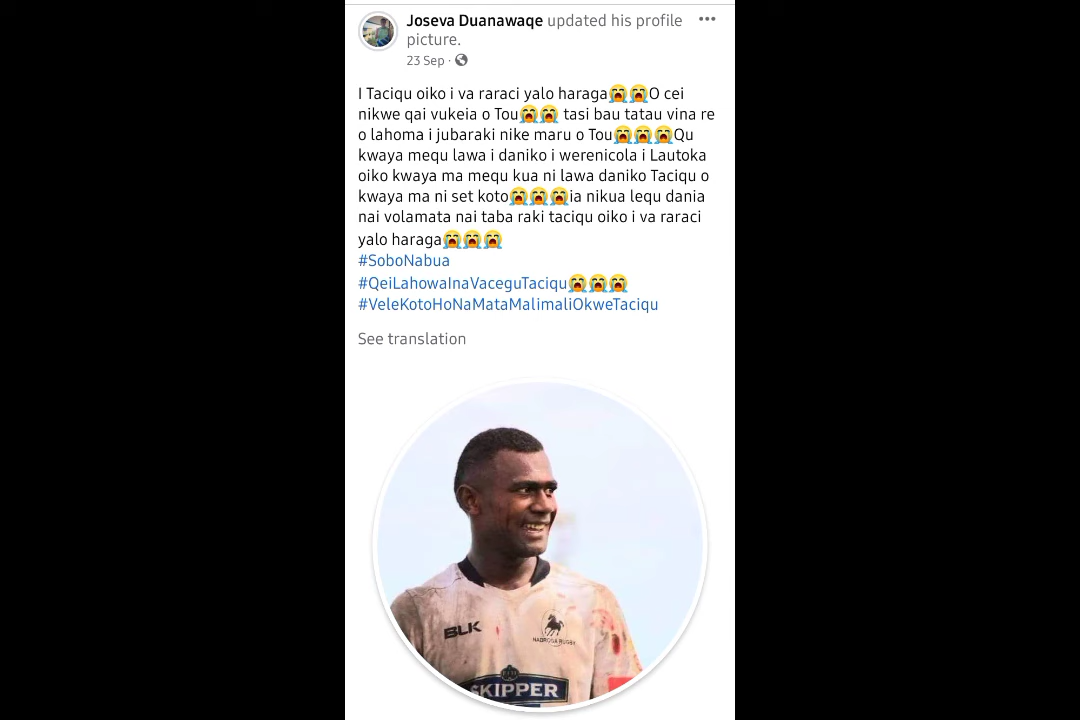 Joseva Duanawaqe updated his profile
picture.
23 Sep ·
I Taciqu oiko i va raraci yalo haraga😭😭O cei
nikwe qai vukeia o Tou😭😭 tasi bau tatau vina re
o lahoma i jubaraki nike maru o Tou😭😭😭Qu
kwaya mequ lawa i daniko i werenicola i Lautoka
oiko kwaya ma mequ kua ni lawa daniko Taciqu o
kwaya ma ni set koto😭😭😭ia nikua lequ dania
nai volamata nai taba raki taciqu oiko i va raraci
yalo haraga😭😭😭
#SoboNabua
#QeiLahowaInaVaceguTaciqu😭😭😭
#VeleKotoHoNaMataMalimaliOkweTaciqu
See translation
BLK
NADROGA RUGBY
SKIPPER